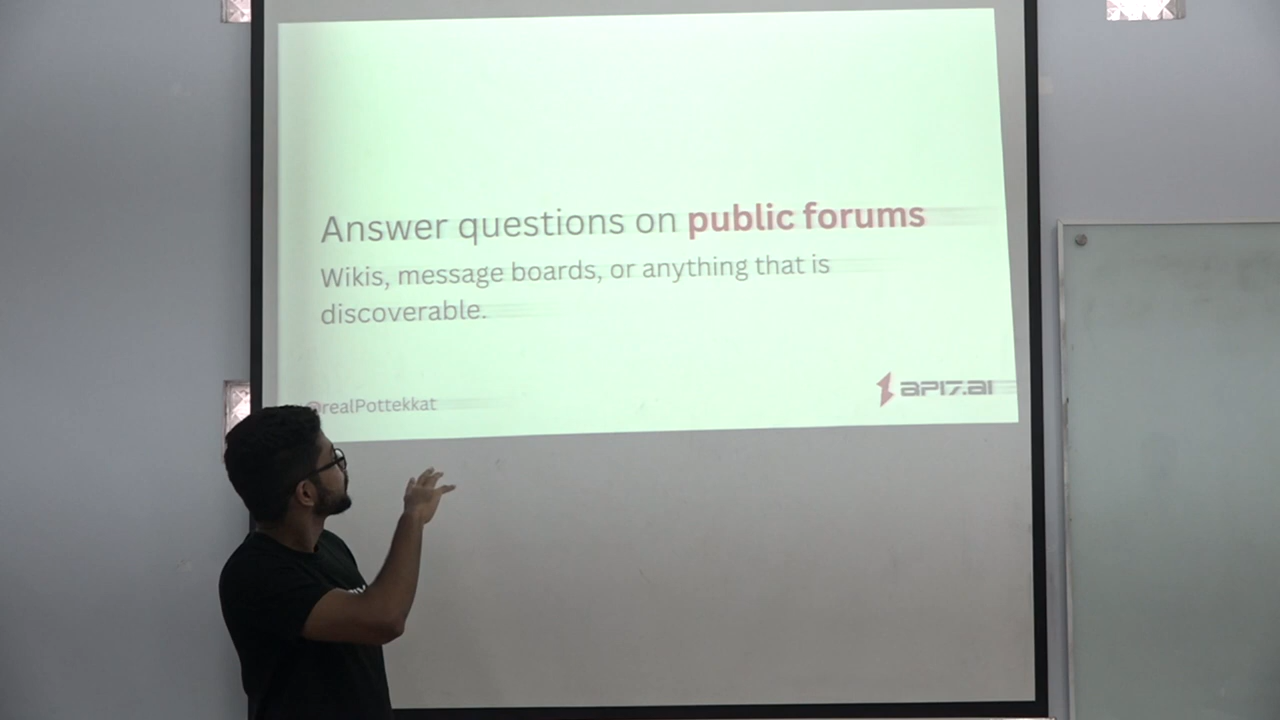 Answer questions on public forums
Wikis, message boards, or anything that is
discoverable.
@realPottekkat
API7.ai